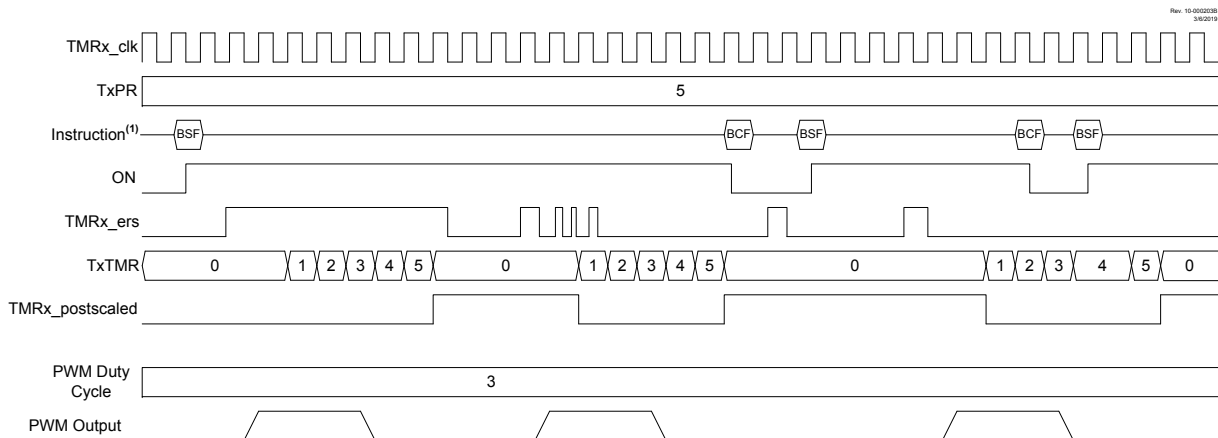 Rev. 10-000203B
3/6/2019
TMRx_clk
TxPR 5
Instruction(1) BSF BCF BSF BCF BSF
ON
TMRx_ers
TxTMR 0 1 2 3 4 5 0 1 2 3 4 5 0 1 2 3 4 5 0
TMRx_postscaled
PWM Duty
Cycle 3
PWM Output